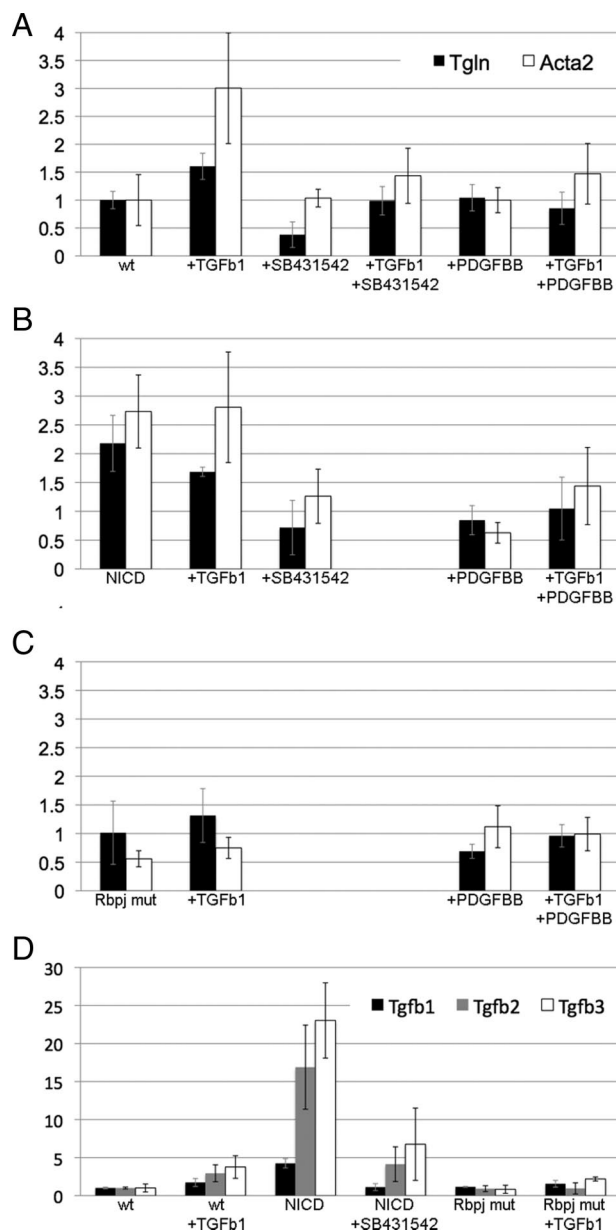 A
Tgln Acta2
4
3.5
3
2.5
2
1.5
1
0.5
0
wt +TGFb1 +SB431542 +TGFb1 +PDGFBB +TGFb1
+SB431542 +PDGFBB
B
4
3.5
3
2.5
2
1.5
1
0.5
0
NICD +TGFb1 +SB431542 +PDGFBB +TGFb1
+PDGFBB
C
4
3.5
3
2.5
2
1.5
1
0.5
0
Rbpj mut +TGFb1 +PDGFBB +TGFb1
+PDGFBB
D
Tgfb1 Tgfb2 Tgfb3
30
25
20
15
10
5
0
wt wt NICD NICD Rbpj mut Rbpj mut
+TGFb1 +SB431542 +TGFb1